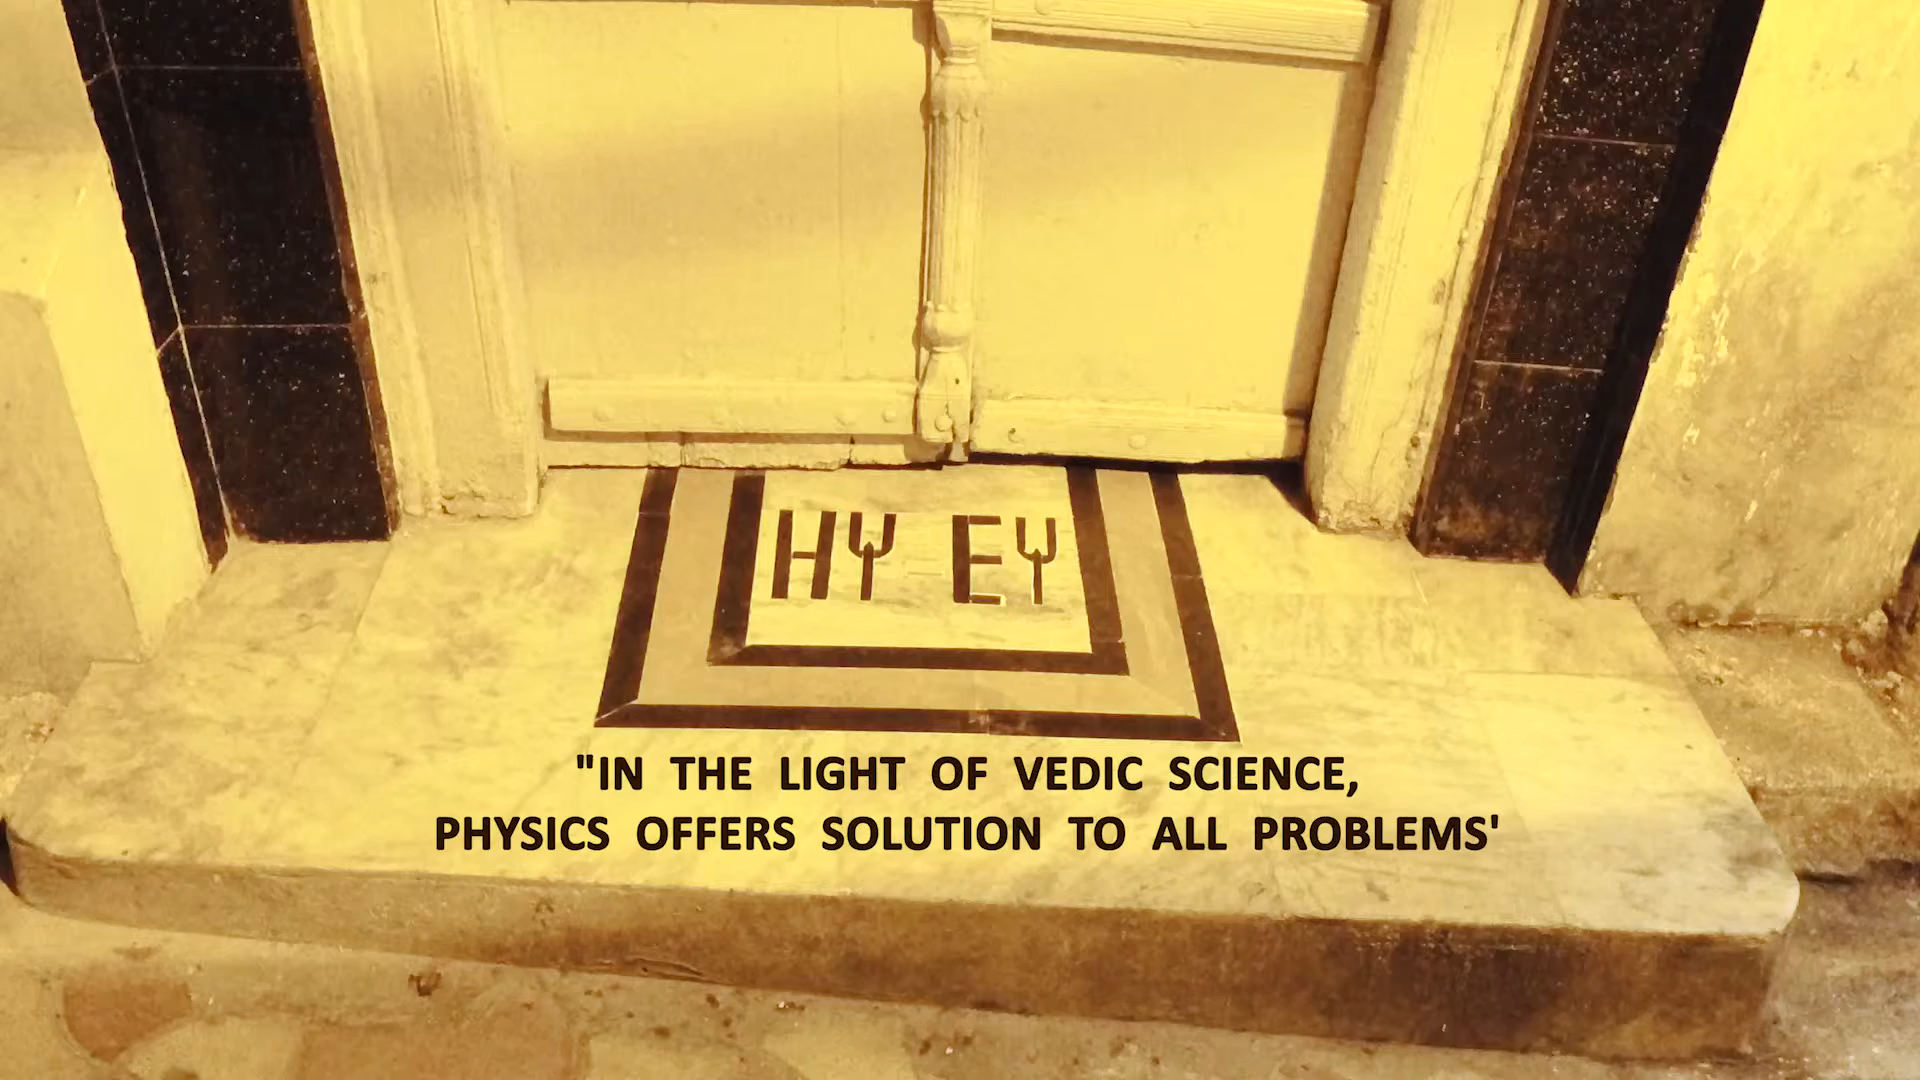 HY EY
"IN THE LIGHT OF VEDIC SCIENCE,
PHYSICS OFFERS SOLUTION TO ALL PROBLEMS'